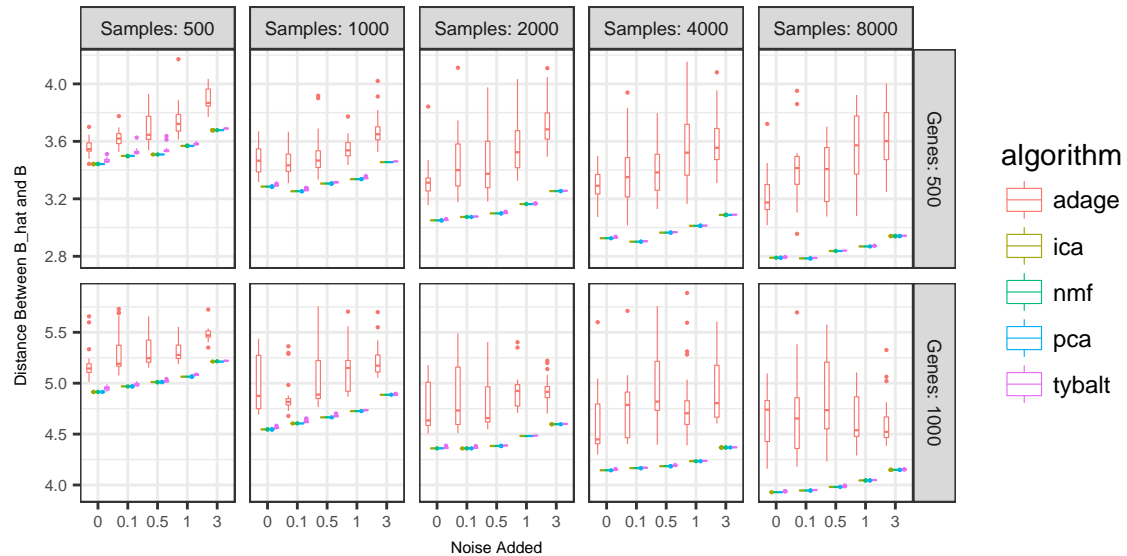 Samples: 500
Samples: 1000
Samples: 2000
Samples: 4000
Samples: 8000
Distance Between B_hat and B
4.0
3.6
3.2
2.8
Genes: 500
5.5
5.0
4.5
4.0
Genes: 1000
0 0.1 0.5 1 3
0 0.1 0.5 1 3
0 0.1 0.5 1 3
0 0.1 0.5 1 3
0 0.1 0.5 1 3
Noise Added
algorithm
adage
ica
nmf
pca
tybalt